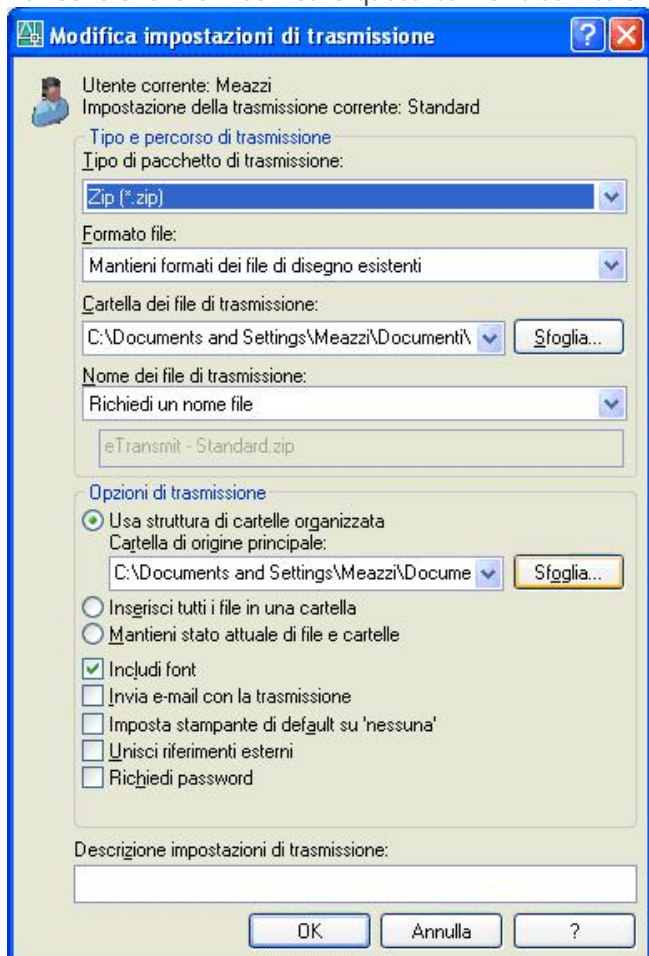 Modifica impostazioni di trasmissione
Utente corrente: Meazzi
Impostazione della trasmissione corrente: Standard
Tipo e percorso di trasmissione
Tipo di pacchetto di trasmissione:
Zip (*.zip)
Formato file:
Mantieni formati dei file di disegno esistenti
Cartella dei file di trasmissione:
C:\Documents and Settings\Meazzi\Documenti\ Sfoglia...
Nome dei file di trasmissione:
Richiedi un nome file
eTransmit - Standard.zip
Opzioni di trasmissione
Usa struttura di cartelle organizzata
Cartella di origine principale:
C:\Documents and Settings\Meazzi\Docume Sfoglia...
Inserisci tutti i file in una cartella
Mantieni stato attuale di file e cartelle
Includi font
Invia e-mail con la trasmissione
Imposta stampante di default su 'nessuna'
Unisci riferimenti esterni
Richiedi password
Descrizione impostazioni di trasmissione:
OK Annulla ?